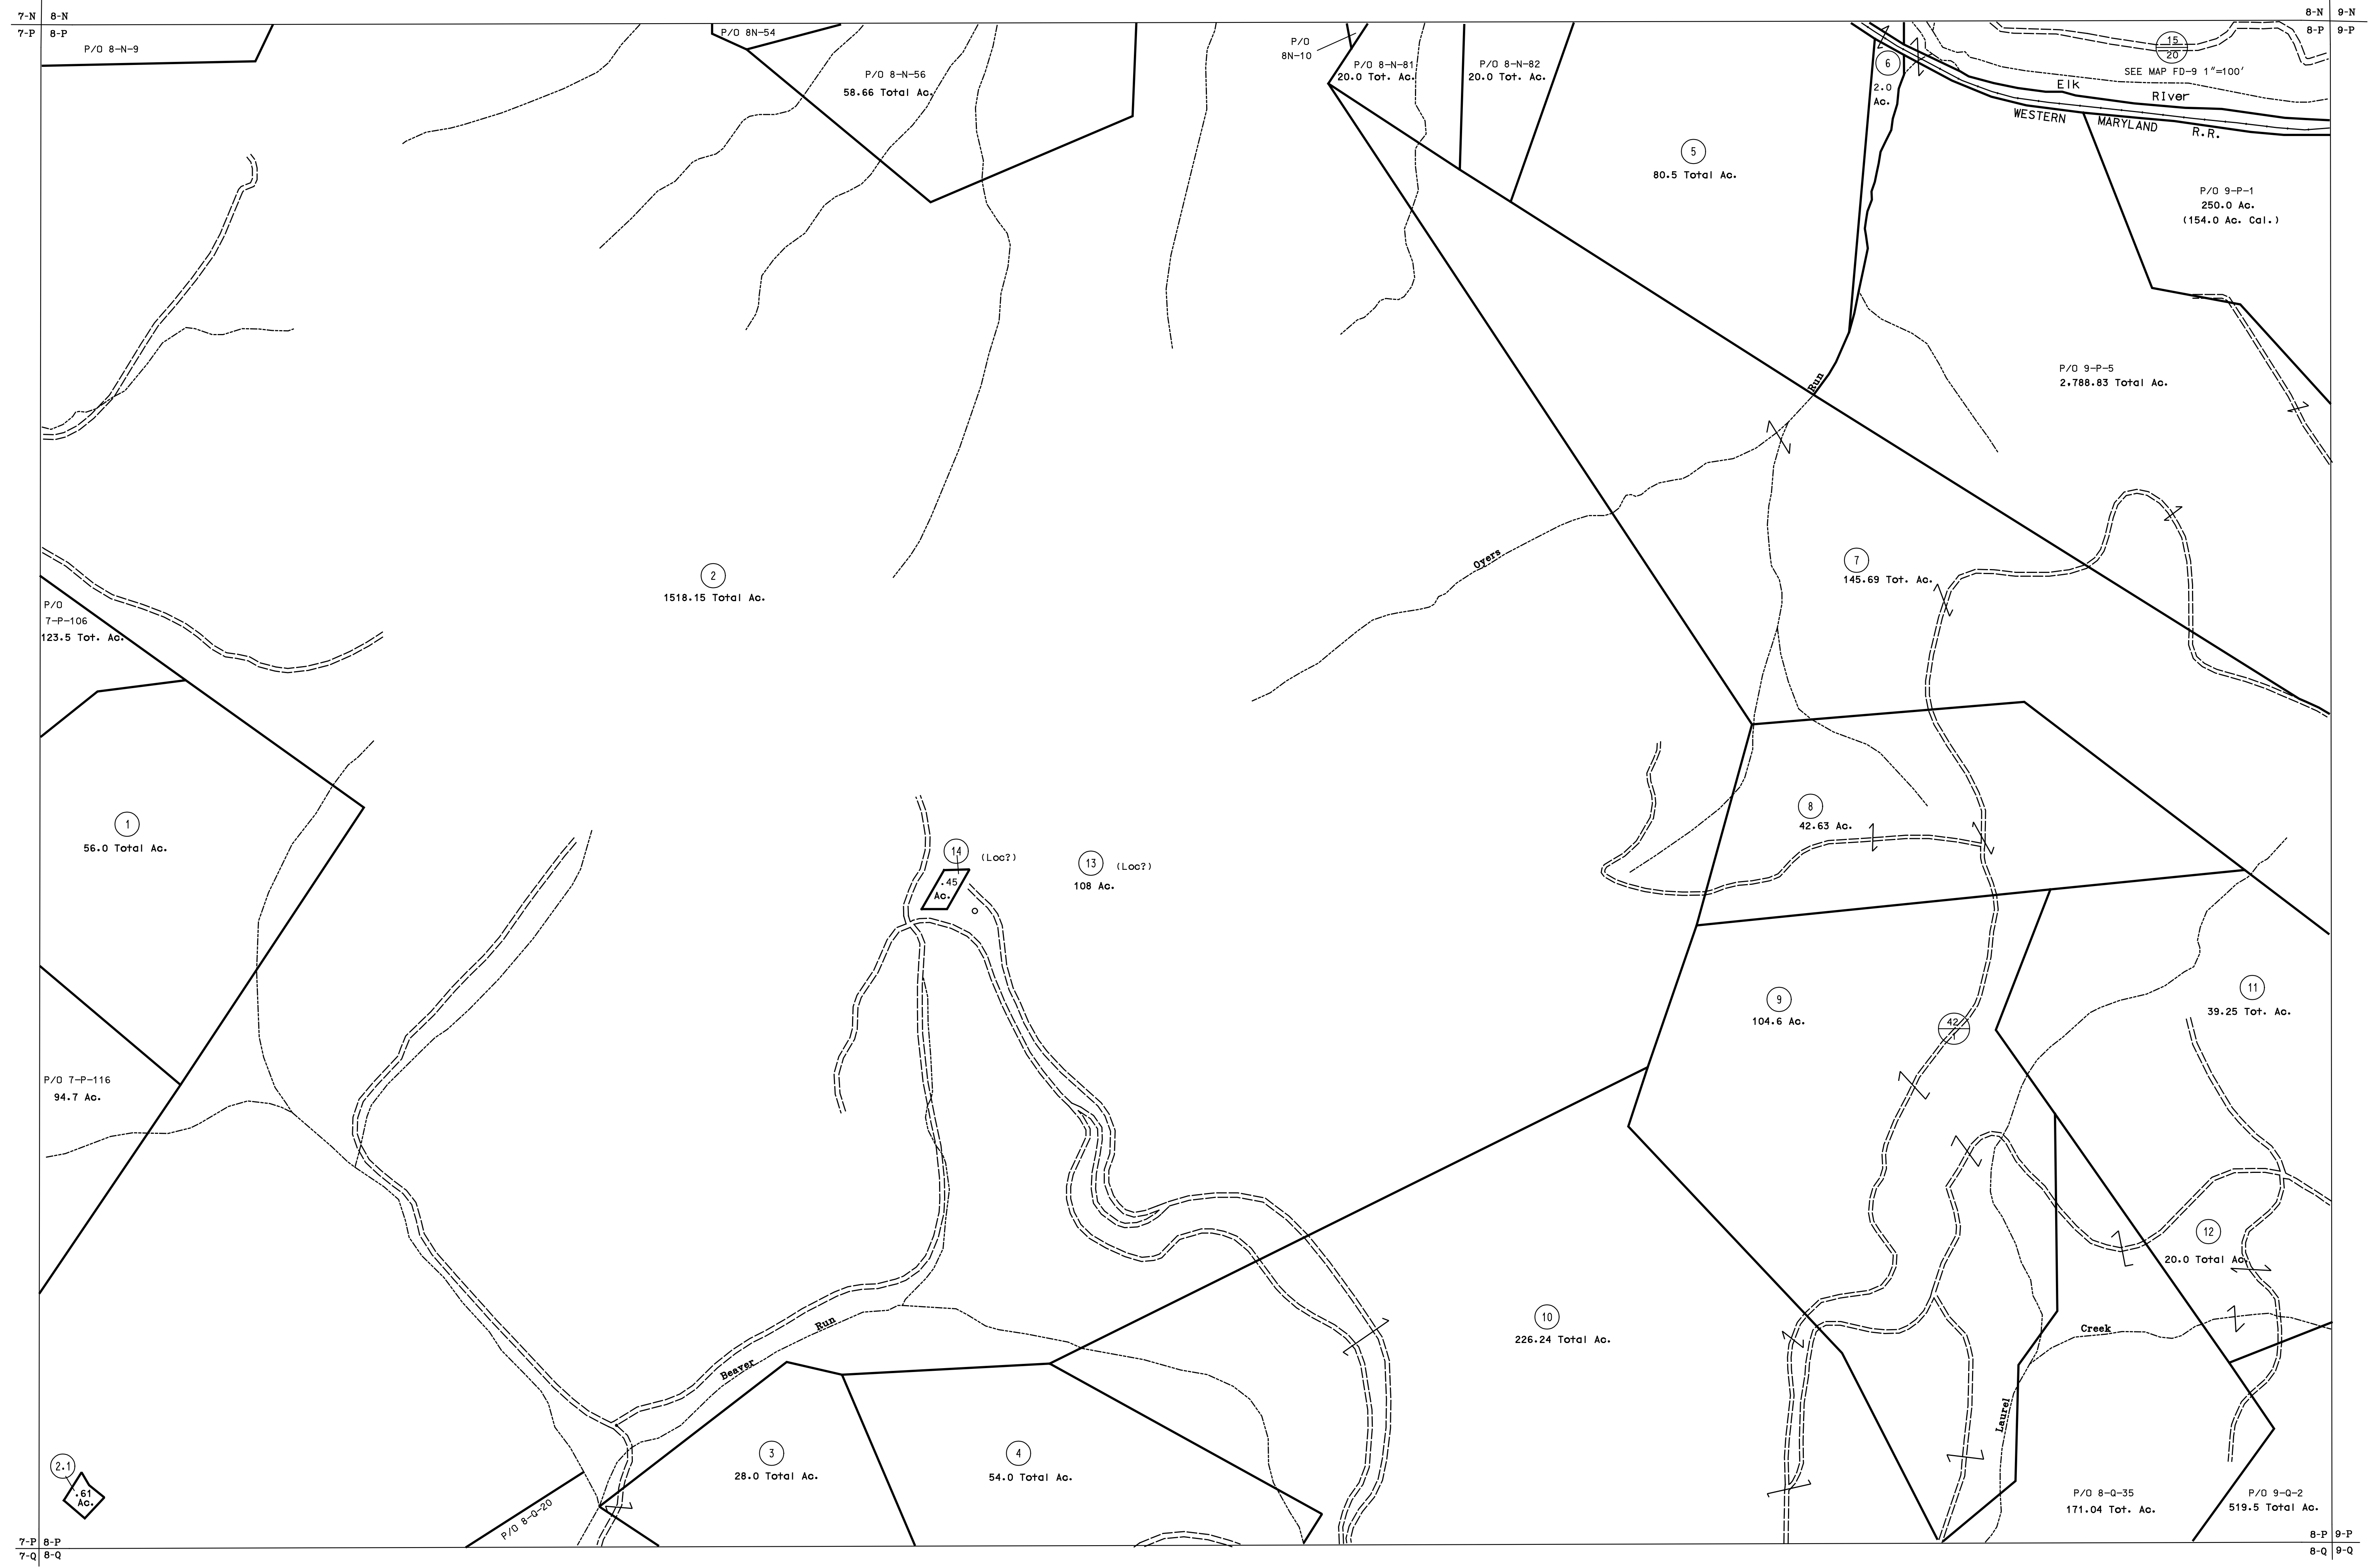 7-N 8-N
7-P 8-P
8-N 9-N
8-P 9-P
P/O 8-N-9
P/O 8N-54
P/O 8-N-56
58.66 Total Ac.
P/O
8N-10
P/O 8-N-81
20.0 Tot. Ac.
P/O 8-N-82
20.0 Tot. Ac.
6
2.0
Ac.
15
20
SEE MAP FD-9 1"=100'
Elk River
WESTERN MARYLAND R.R.
5
80.5 Total Ac.
P/O 9-P-1
250.0 Ac.
(154.0 Ac. Cal.)
P/O 9-P-5
2.788.83 Total Ac.
Oyers Run
2
1518.15 Total Ac.
7
145.69 Tot. Ac.
P/O
7-P-106
123.5 Tot. Ac.
1
56.0 Total Ac.
14 (Loc?)
.45
Ac.
13 (Loc?)
108 Ac.
8
42.63 Ac.
9
104.6 Ac.
42
1
11
39.25 Tot. Ac.
P/O 7-P-116
94.7 Ac.
12
20.0 Total Ac.
10
226.24 Total Ac.
Laurel Creek
Beaver Run
3
28.0 Total Ac.
4
54.0 Total Ac.
2.1
.61
Ac.
P/O 8-Q-20
P/O 8-Q-35
171.04 Tot. Ac.
P/O 9-Q-2
519.5 Total Ac.
7-P 8-P
7-Q 8-Q
8-P 9-P
8-Q 9-Q